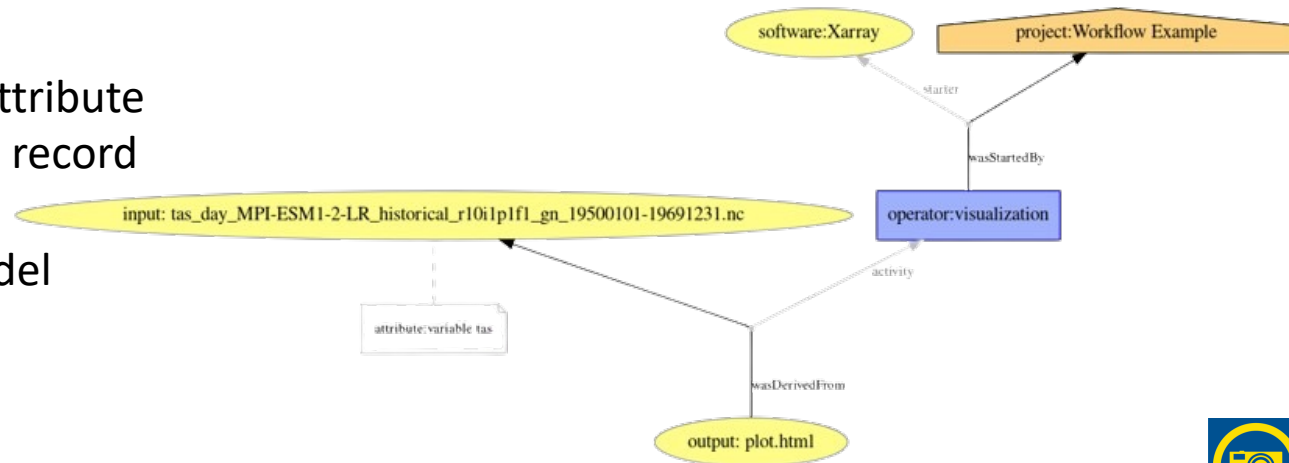 ttribute
record
del
software:Xarray
project:Workflow Example
starter
wasStartedBy
input: tas_day_MPI-ESM1-2-LR_historical_r10i1p1f1_gn_19500101-19691231.nc
operator:visualization
activity
attribute:variable tas
wasDerivedFrom
output: plot.html